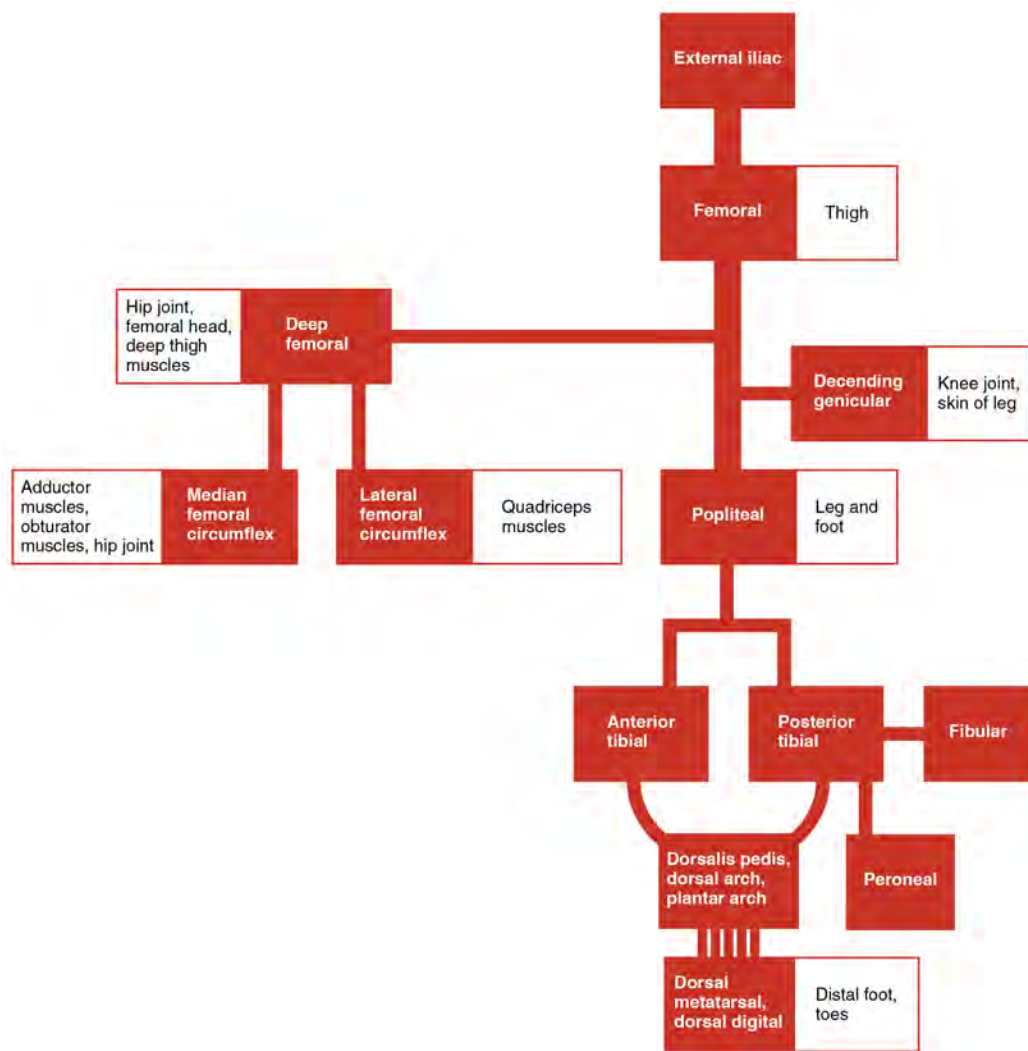 External iliac
Femoral
Thigh
Hip joint,
femoral head,
deep thigh
muscles
Deep
femoral
Decending
genicular
Knee joint,
skin of leg
Adductor
muscles,
obturator
muscles, hip joint
Median
femoral
circumflex
Lateral
femoral
circumflex
Quadriceps
muscles
Popliteal
Leg and
foot
Anterior
tibial
Posterior
tibial
Fibular
Dorsalis pedis,
dorsal arch,
plantar arch
Peroneal
Dorsal
metatarsal,
dorsal digital
Distal foot,
toes